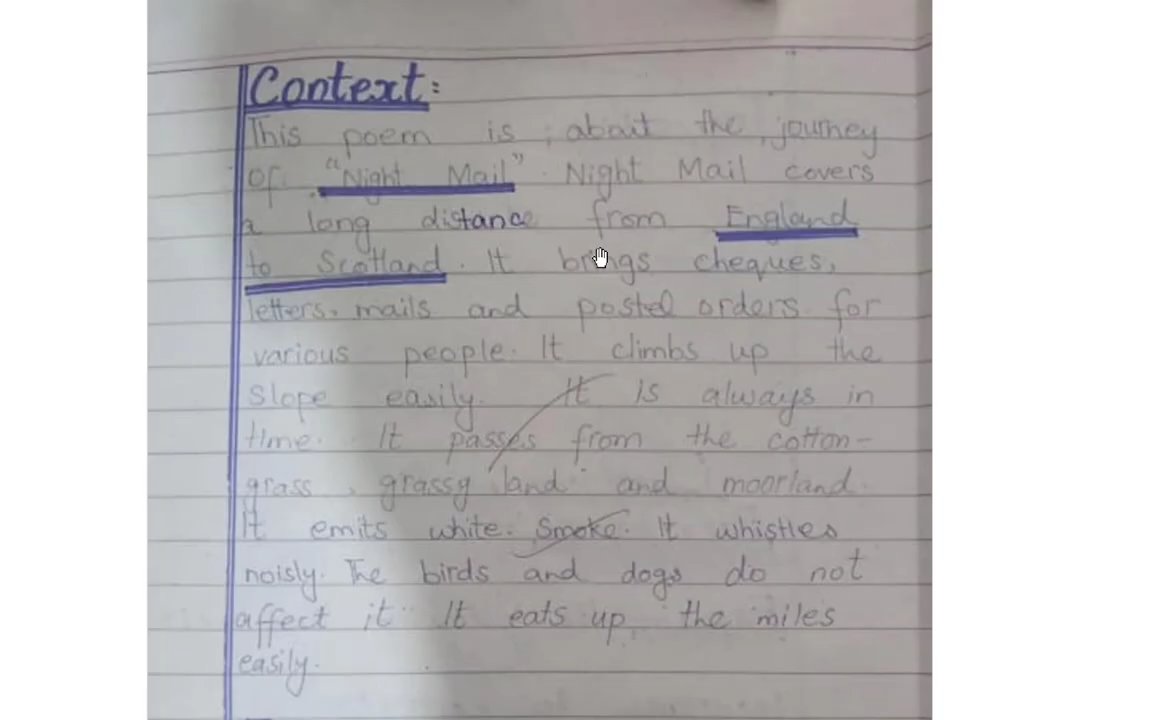 Context:
This poem is about the journey
of "Night Mail". Night Mail covers
a long distance from England
to Scotland. It brings cheques,
letters, mails and postel orders for
various people. It climbs up the
slope easily. It is always in
time. It passes from the cotton-
grass, grassy land and moorland.
It emits white. Smoke. It whistles
noisly. The birds and dogs do not
affect it. It eats up the miles
easily.